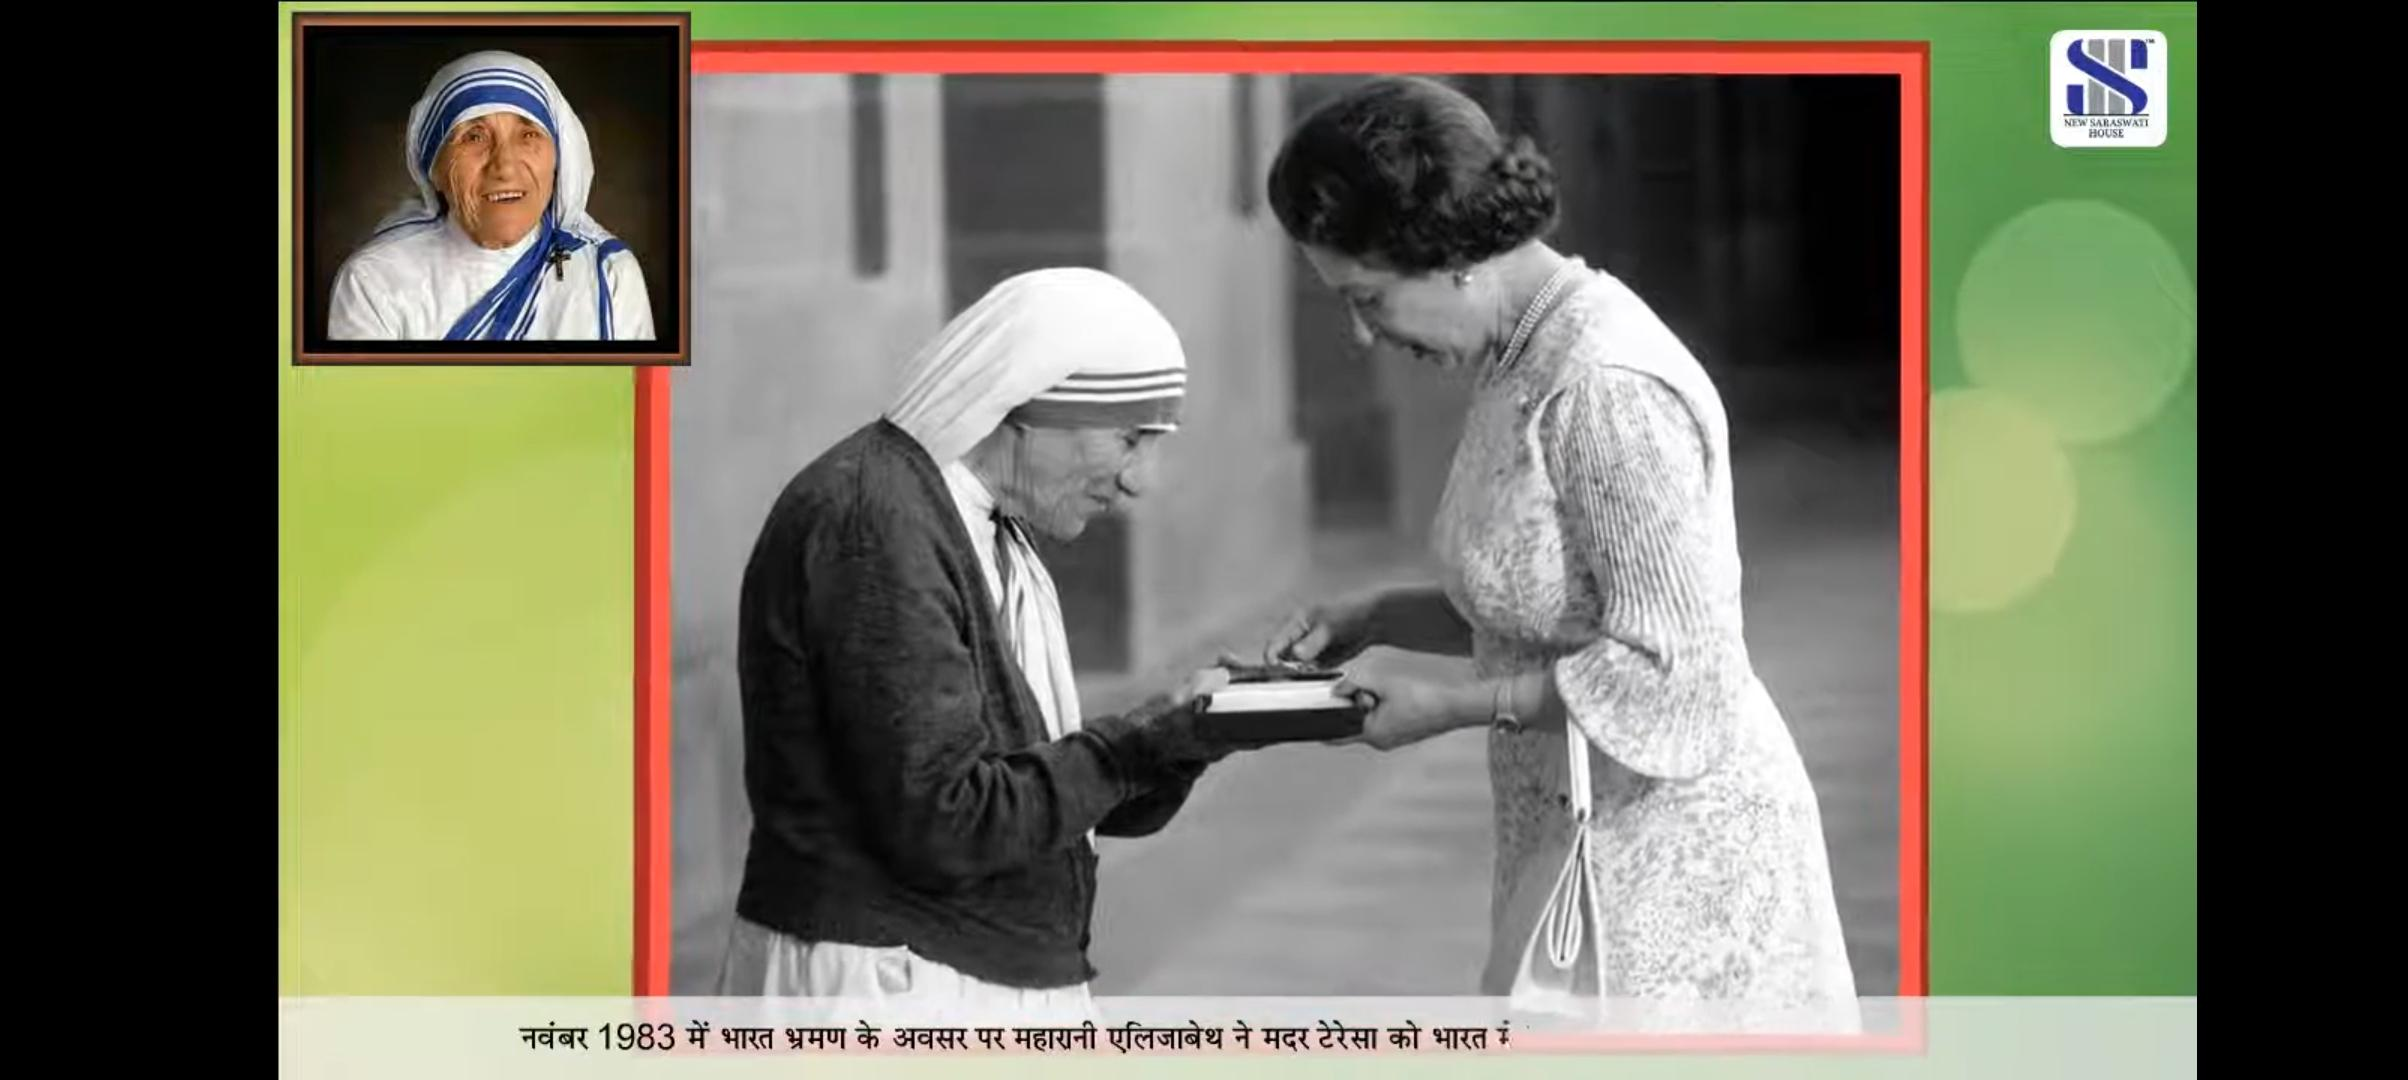 NEW SARASWATI
HOUSE
नवंबर 1983 में भारत भ्रमण के अवसर पर महारानी एलिजाबेथ ने मदर टेरेसा को भारत